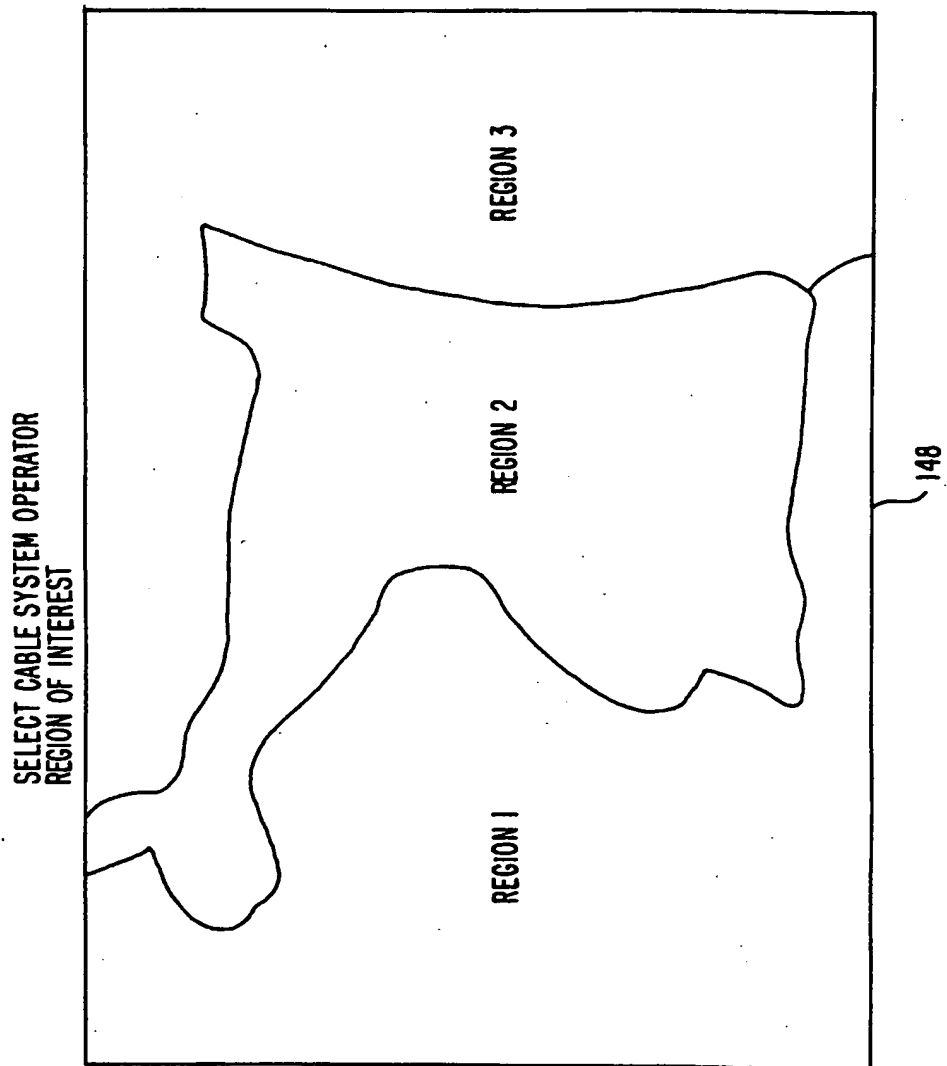 SELECT CABLE SYSTEM OPERATOR
REGION OF INTEREST
REGION 1
REGION 2
REGION 3
148